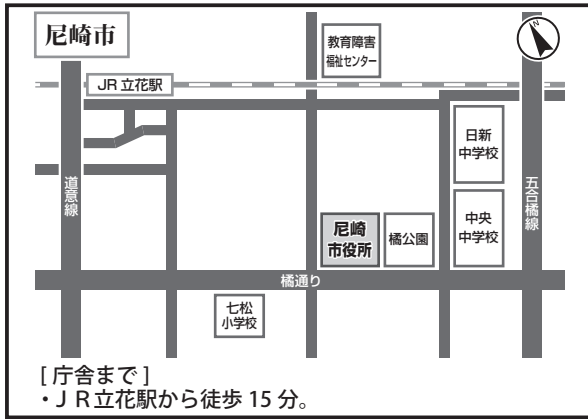 尼崎市
教育障害
福祉センター
N
JR 立花駅
日新
中学校
道意線
五合橘線
尼崎
市役所
橘公園
中央
中学校
橘通り
七松
小学校
[ 庁舎まで ]
・ＪＲ立花駅から徒歩 15 分。